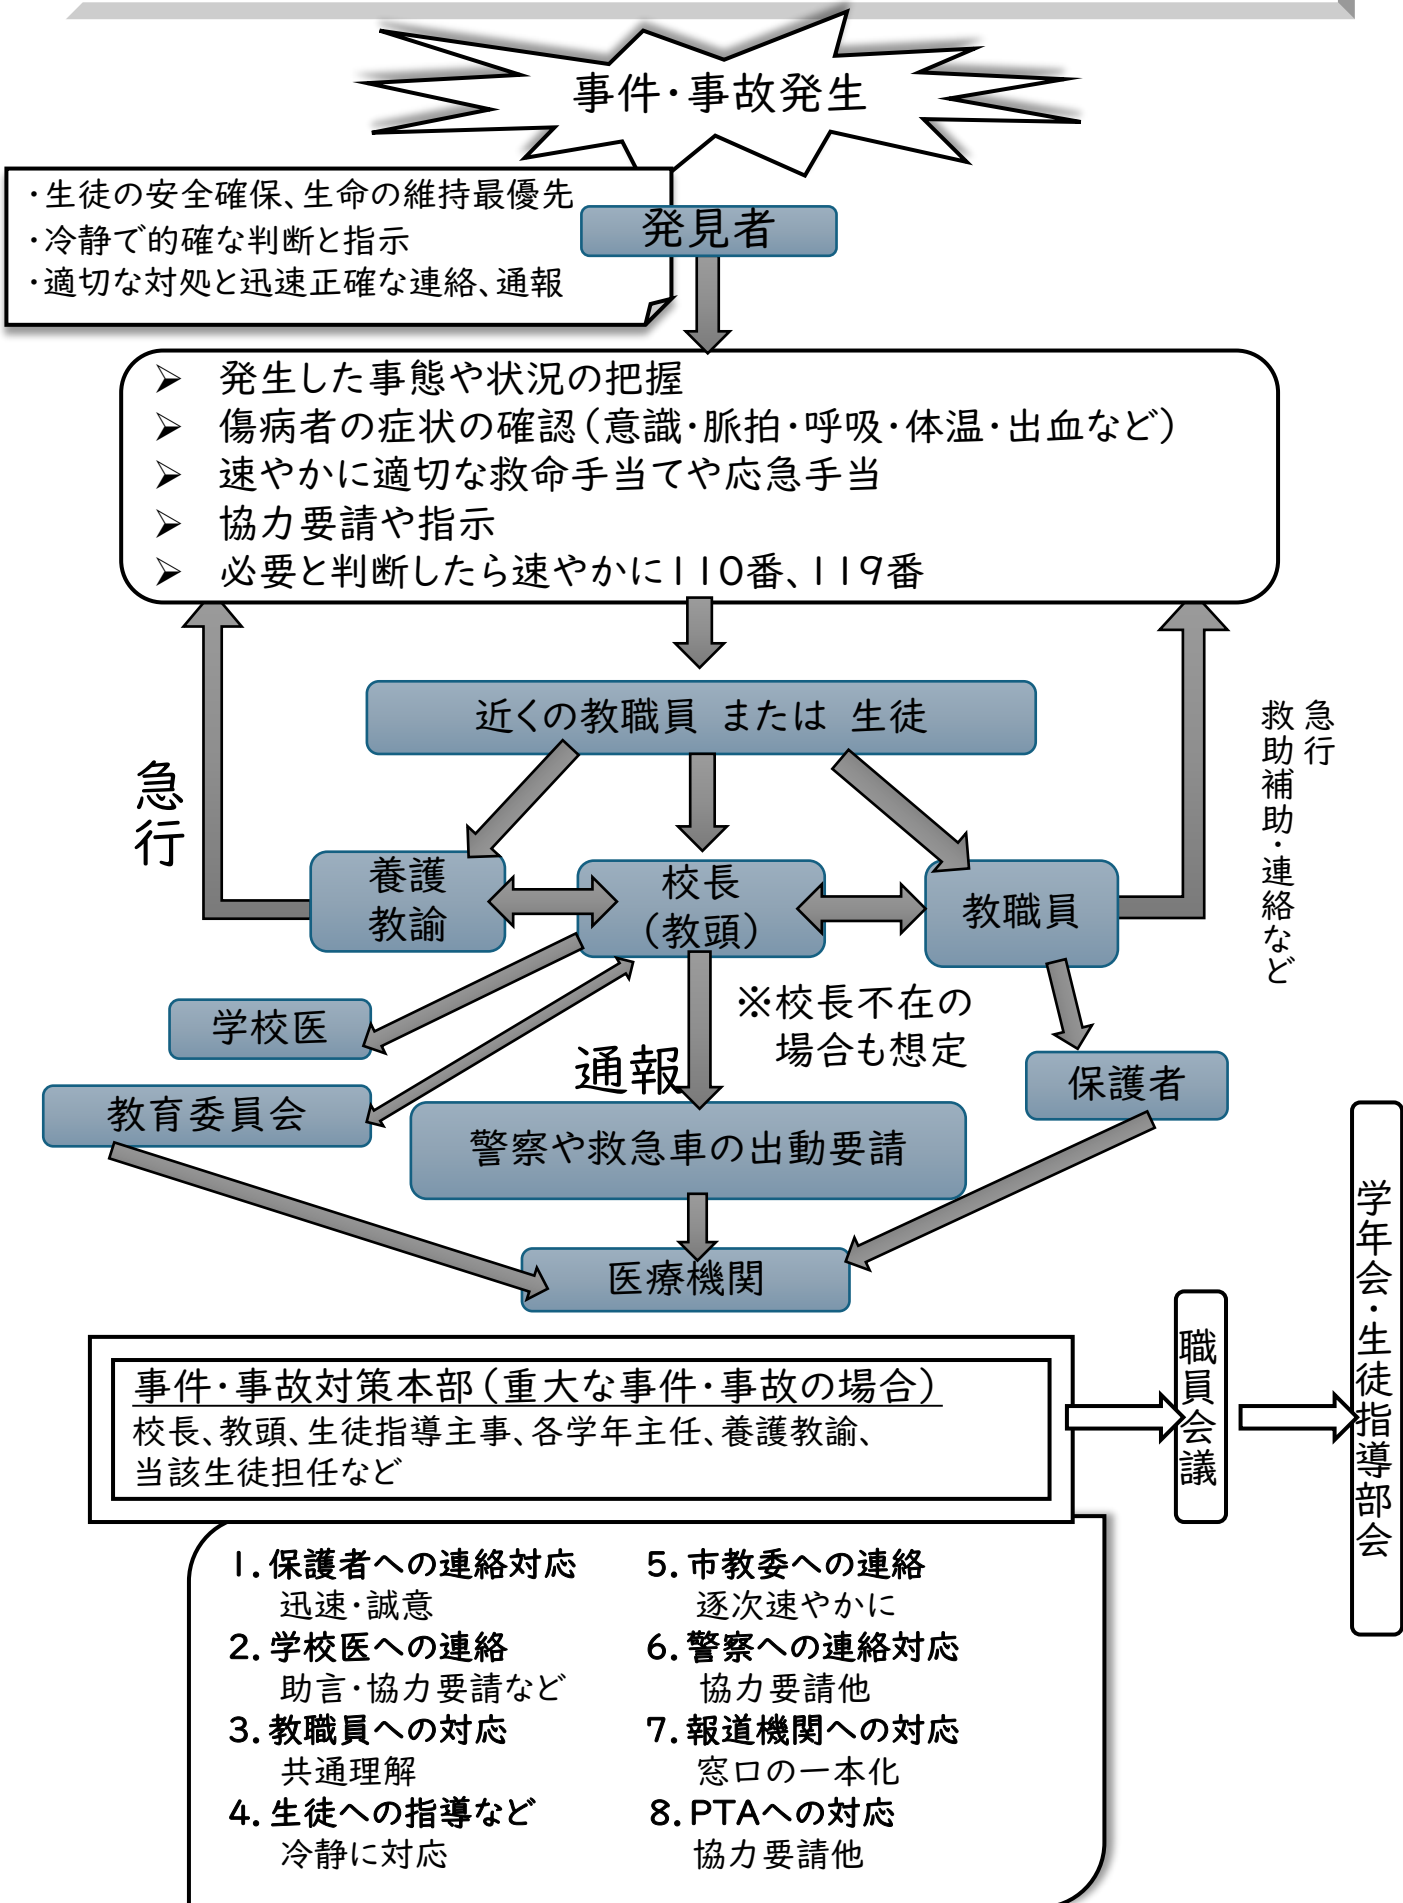 事件・事故発生
・生徒の安全確保、生命の維持最優先
・冷静で的確な判断と指示
・適切な対処と迅速正確な連絡、通報
発見者
➢ 発生した事態や状況の把握
➢ 傷病者の症状の確認（意識・脈拍・呼吸・体温・出血など）
➢ 速やかに適切な救命手当てや応急手当
➢ 協力要請や指示
➢ 必要と判断したら速やかに110番、119番
近くの教職員 または 生徒
急行
急行
救助補助・連絡など
養護
教諭
校長
（教頭）
教職員
学校医
※校長不在の
場合も想定
通報
保護者
教育委員会
警察や救急車の出動要請
医療機関
事件・事故対策本部（重大な事件・事故の場合）
校長、教頭、生徒指導主事、各学年主任、養護教諭、
当該生徒担任など
職員会議
学年会・生徒指導部会
1. 保護者への連絡対応
迅速・誠意
2. 学校医への連絡
助言・協力要請など
3. 教職員への対応
共通理解
4. 生徒への指導など
冷静に対応
5. 市教委への連絡
逐次速やかに
6. 警察への連絡対応
協力要請他
7. 報道機関への対応
窓口の一本化
8. PTAへの対応
協力要請他